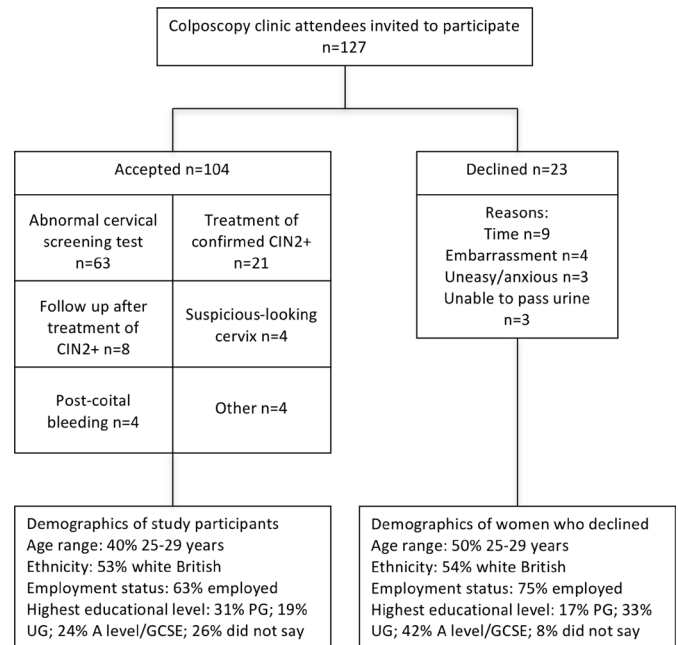 Colposcopy clinic attendees invited to participate
n=127
Accepted n=104
Abnormal cervical
screening test
n=63
Treatment of
confirmed CIN2+
n=21
Follow up after
treatment of
CIN2+ n=8
Suspicious-looking
cervix n=4
Post-coital
bleeding n=4
Other n=4
Declined n=23
Reasons:
Time n=9
Embarrassment n=4
Uneasy/anxious n=3
Unable to pass urine
n=3
Demographics of study participants
Age range: 40% 25-29 years
Ethnicity: 53% white British
Employment status: 63% employed
Highest educational level: 31% PG; 19%
UG; 24% A level/GCSE; 26% did not say
Demographics of women who declined
Age range: 50% 25-29 years
Ethnicity: 54% white British
Employment status: 75% employed
Highest educational level: 17% PG; 33%
UG; 42% A level/GCSE; 8% did not say